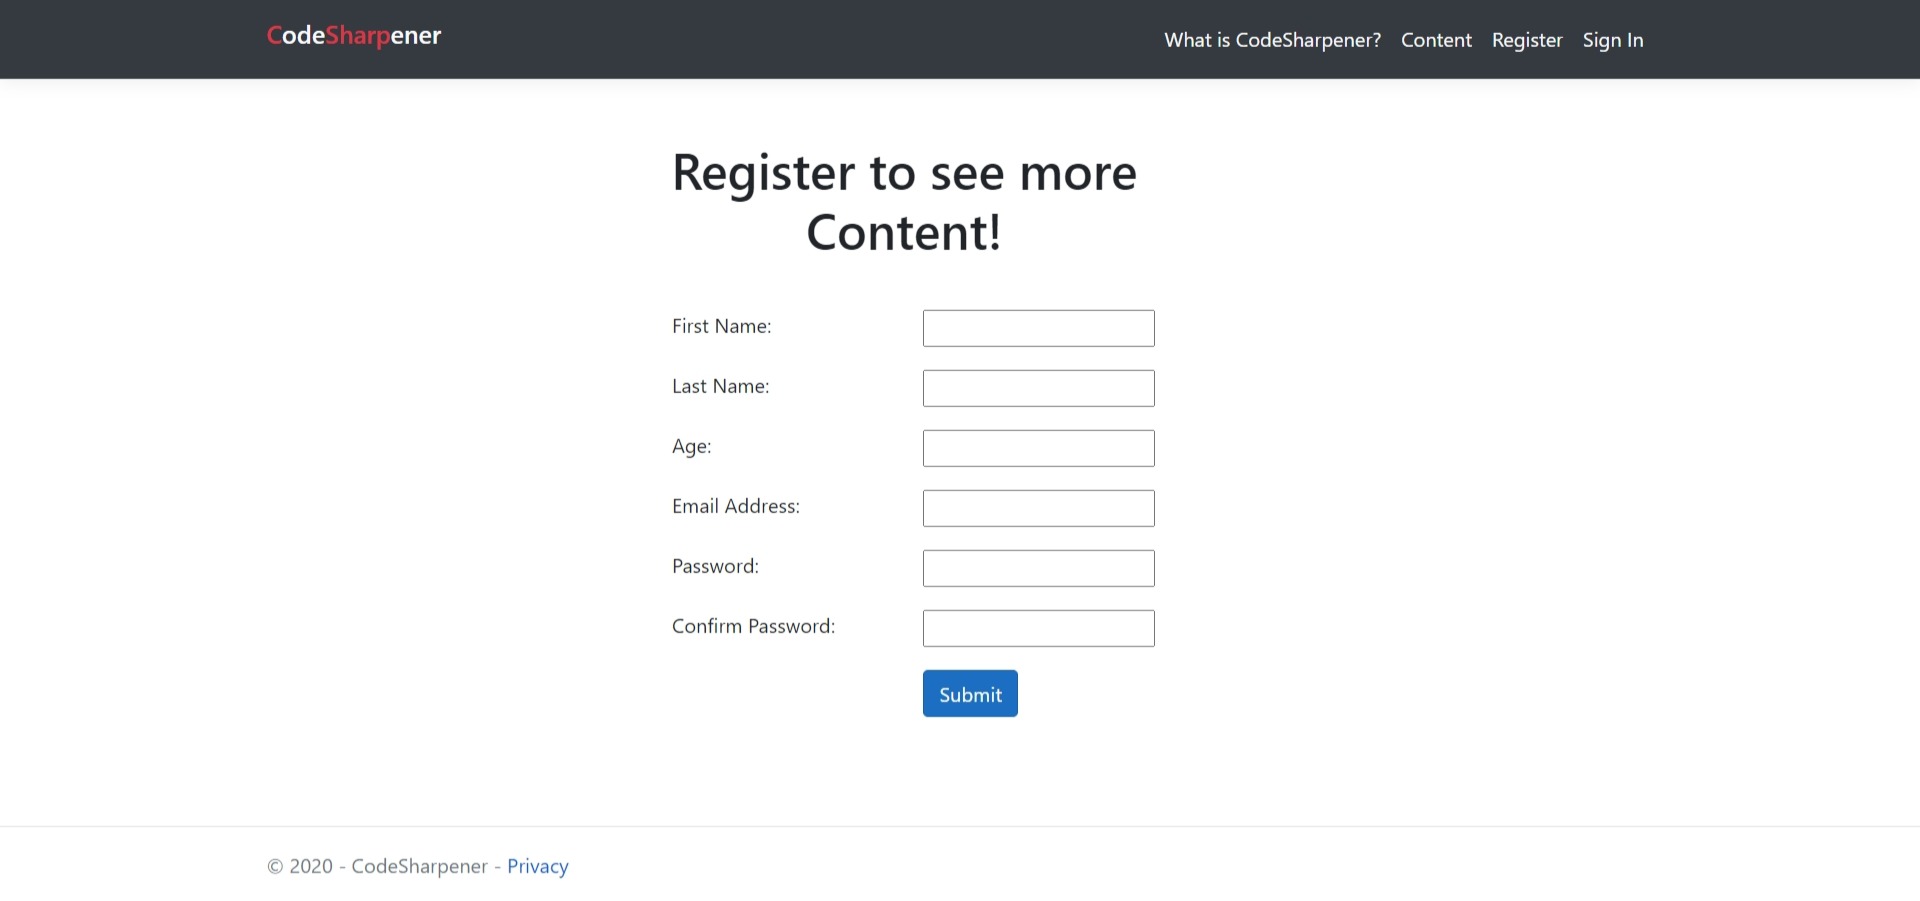 CodeSharpener
What is CodeSharpener? Content Register Sign In
Register to see more
Content!
First Name:
Last Name:
Age:
Email Address:
Password:
Confirm Password:
Submit
© 2020 - CodeSharpener - Privacy